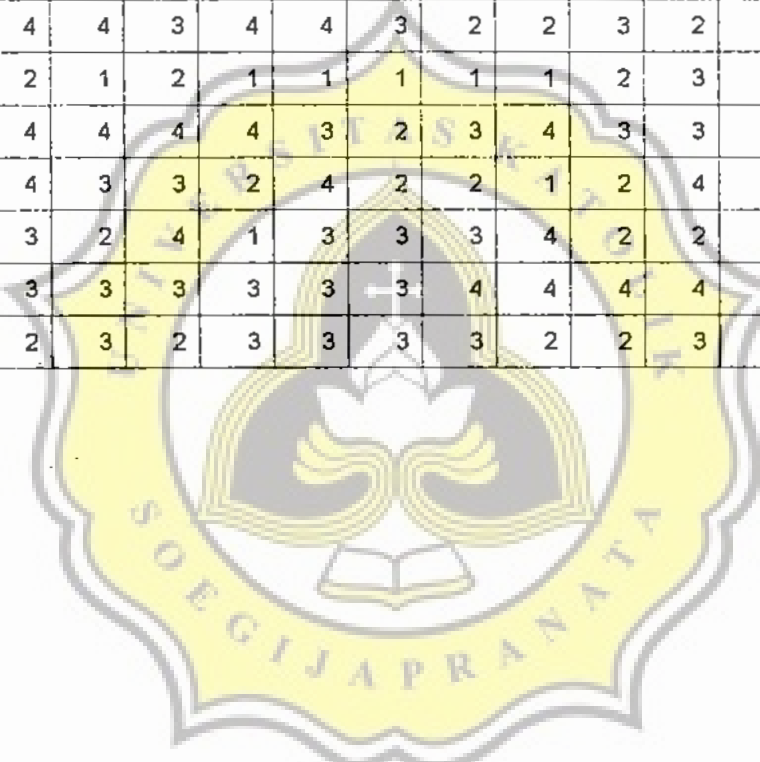 4 4 3 4 4 3 2 2 3 2
2 1 2 1 1 1 1 1 2 3
4 4 4 4 3 2 3 4 3 3
4 3 3 2 4 2 2 1 2 4
3 2 4 1 3 3 3 4 2 2
3 3 3 3 3 3 4 4 4 4
2 3 2 3 3 3 3 2 2 3
UNIVERSITAS KATOLIK
SOEGIJAPRANATA